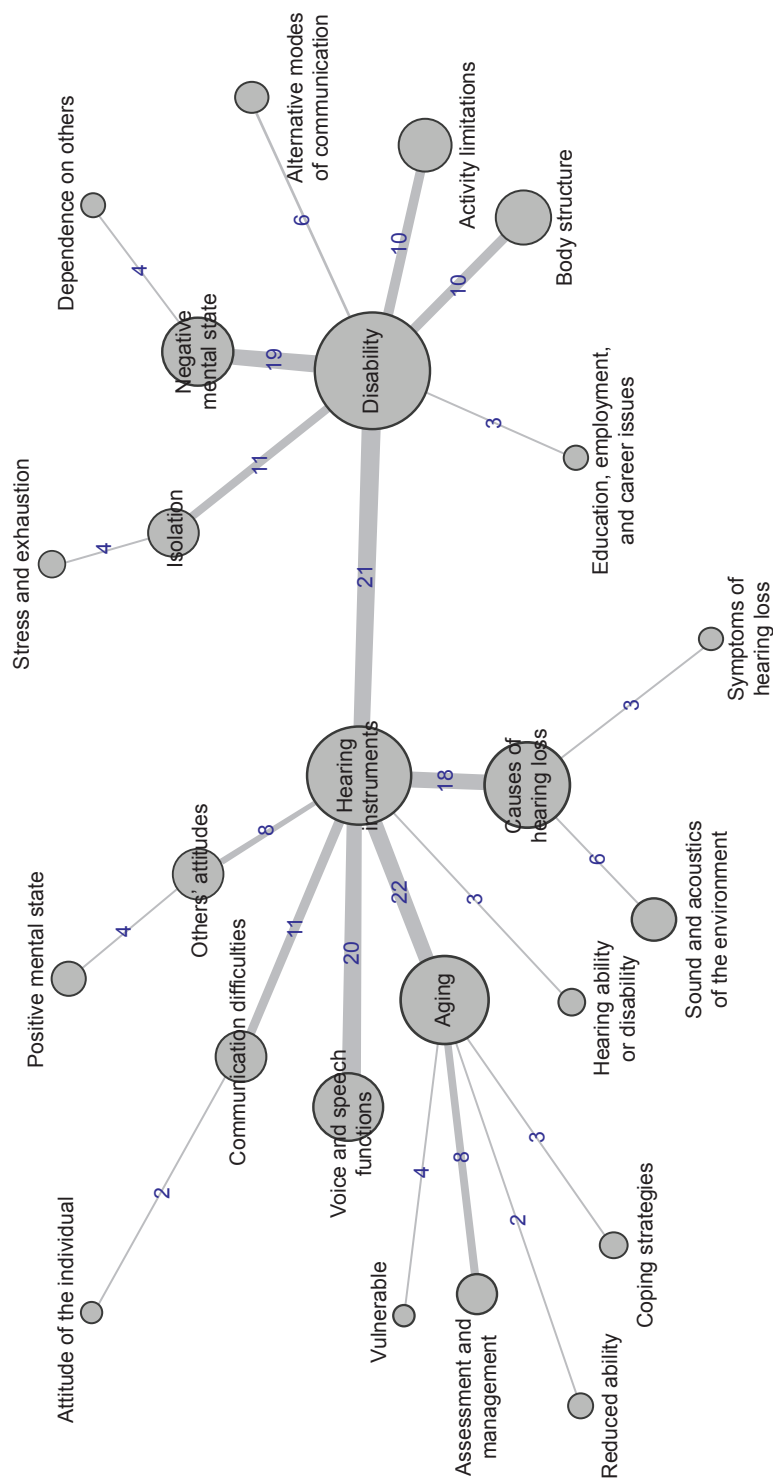 Attitude of the individual
2
Communication difficulties
11
Positive mental state
4
Others' attitudes
8
Voice and speech
functions
20
Hearing
instruments
21
22
Aging
Vulnerable
4
Assessment and
management
8
Reduced ability
2
Coping strategies
3
Hearing ability
or disability
3
Causes of
hearing loss
18
Sound and acoustics
of the environment
6
Symptoms of
hearing loss
3
Stress and exhaustion
4
Isolation
11
Dependence on others
4
Negative
mental state
19
Disability
Alternative modes
of communication
6
Activity limitations
10
Body structure
10
Education, employment,
and career issues
3